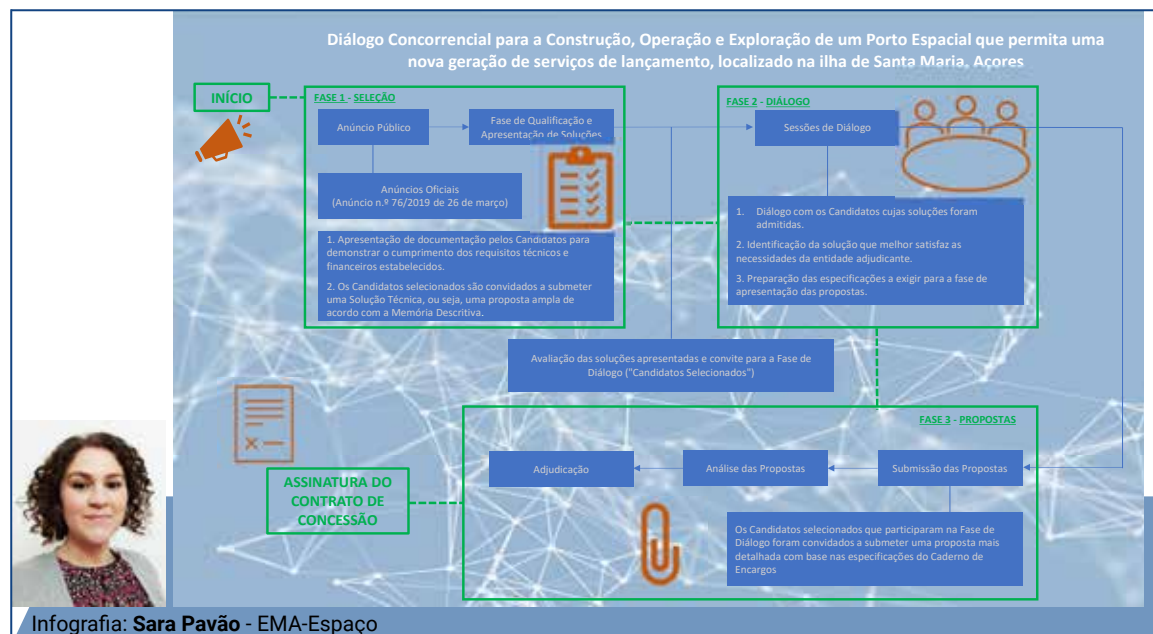 Diálogo Concorrencial para a Construção, Operação e Exploração de um Porto Espacial que permita uma
nova geração de serviços de lançamento, localizado na ilha de Santa Maria, Açores
INÍCIO
FASE 1 - SELEÇÃO
Anúncio Público
Fase de Qualificação e
Apresentação de Soluções
Anúncios Oficiais
(Anúncio n.º 76/2019 de 26 de março)
1. Apresentação de documentação pelos Candidatos para
demonstrar o cumprimento dos requisitos técnicos e
financeiros estabelecidos.
2. Os Candidatos selecionados são convidados a submeter
uma Solução Técnica, ou seja, uma proposta ampla de
acordo com a Memória Descritiva.
FASE 2 - DIÁLOGO
Sessões de Diálogo
1. Diálogo com os Candidatos cujas soluções foram
admitidas.
2. Identificação da solução que melhor satisfaz as
necessidades da entidade adjudicante.
3. Preparação das especificações a exigir para a fase de
apresentação das propostas.
Avaliação das soluções apresentadas e convite para a Fase de
Diálogo ("Candidatos Selecionados")
FASE 3 - PROPOSTAS
Adjudicação
Análise das Propostas
Submissão das Propostas
Os Candidatos selecionados que participaram na Fase de
Diálogo foram convidados a submeter uma proposta mais
detalhada com base nas especificações do Caderno de
Encargos
ASSINATURA DO
CONTRATO DE
CONCESSÃO
Infografia: Sara Pavão - EMA-Espaço